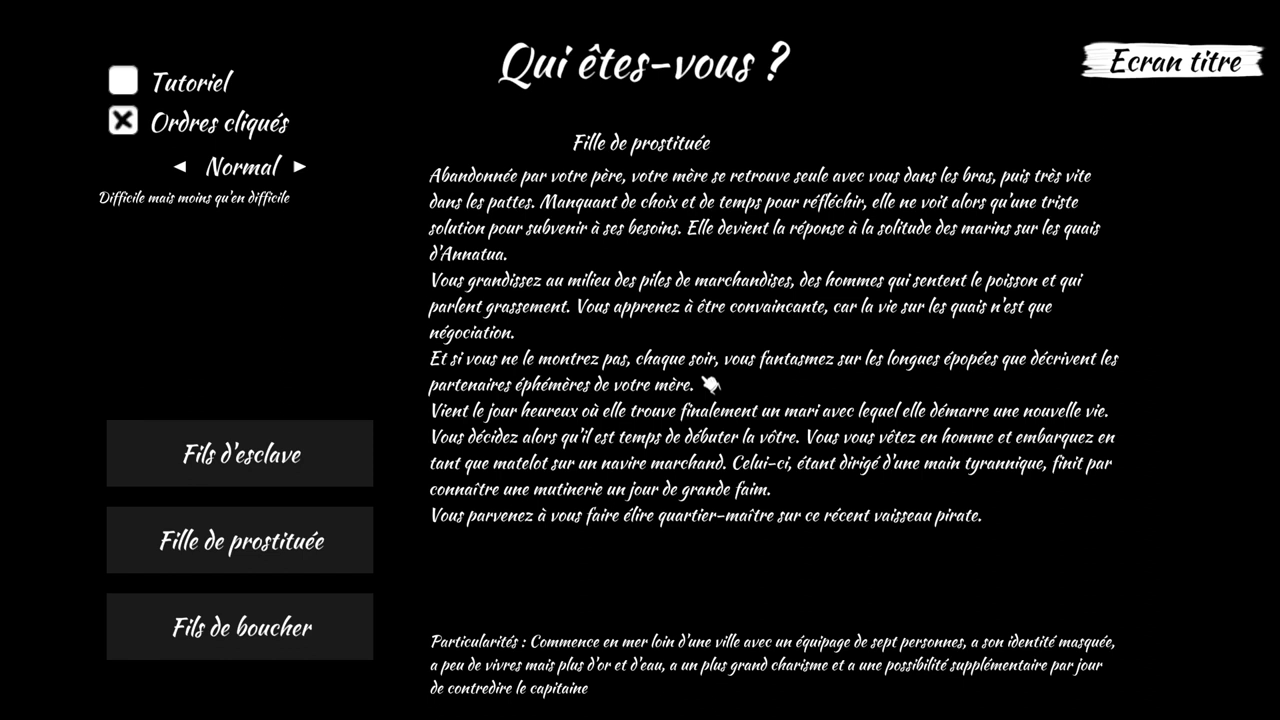 Qui êtes-vous ?
Ecran titre
Tutoriel
Ordres cliqués
Normal
Difficile mais moins qu'en difficile
Fille de prostituée
Abandonnée par votre père, votre mère se retrouve seule avec vous dans les bras, puis très vite
dans les pattes. Manquant de choix et de temps pour réfléchir, elle ne voit alors qu'une triste
solution pour subvenir à ses besoins. Elle devient la réponse à la solitude des marins sur les quais
d'Annatua.
Vous grandissez au milieu des piles de marchandises, des hommes qui sentent le poisson et qui
parlent grassement. Vous apprenez à être convaincante, car la vie sur les quais n'est que
négociation.
Et si vous ne le montrez pas, chaque soir, vous fantasmez sur les longues épopées que décrivent les
partenaires éphémères de votre mère.
Vient le jour heureux où elle trouve finalement un mari avec lequel elle démarre une nouvelle vie.
Vous décidez alors qu'il est temps de débuter la vôtre. Vous vous vêtez en homme et embarquez en
tant que matelot sur un navire marchand. Celui-ci, étant dirigé d'une main tyrannique, finit par
connaître une mutinerie un jour de grande faim.
Vous parvenez à vous faire élire quartier-maître sur ce récent vaisseau pirate.
Fils d'esclave
Fille de prostituée
Fils de boucher
Particularités : Commence en mer loin d'une ville avec un équipage de sept personnes, a son identité masquée,
a peu de vivres mais plus d'or et d'eau, a un plus grand charisme et a une possibilité supplémentaire par jour
de contredire le capitaine